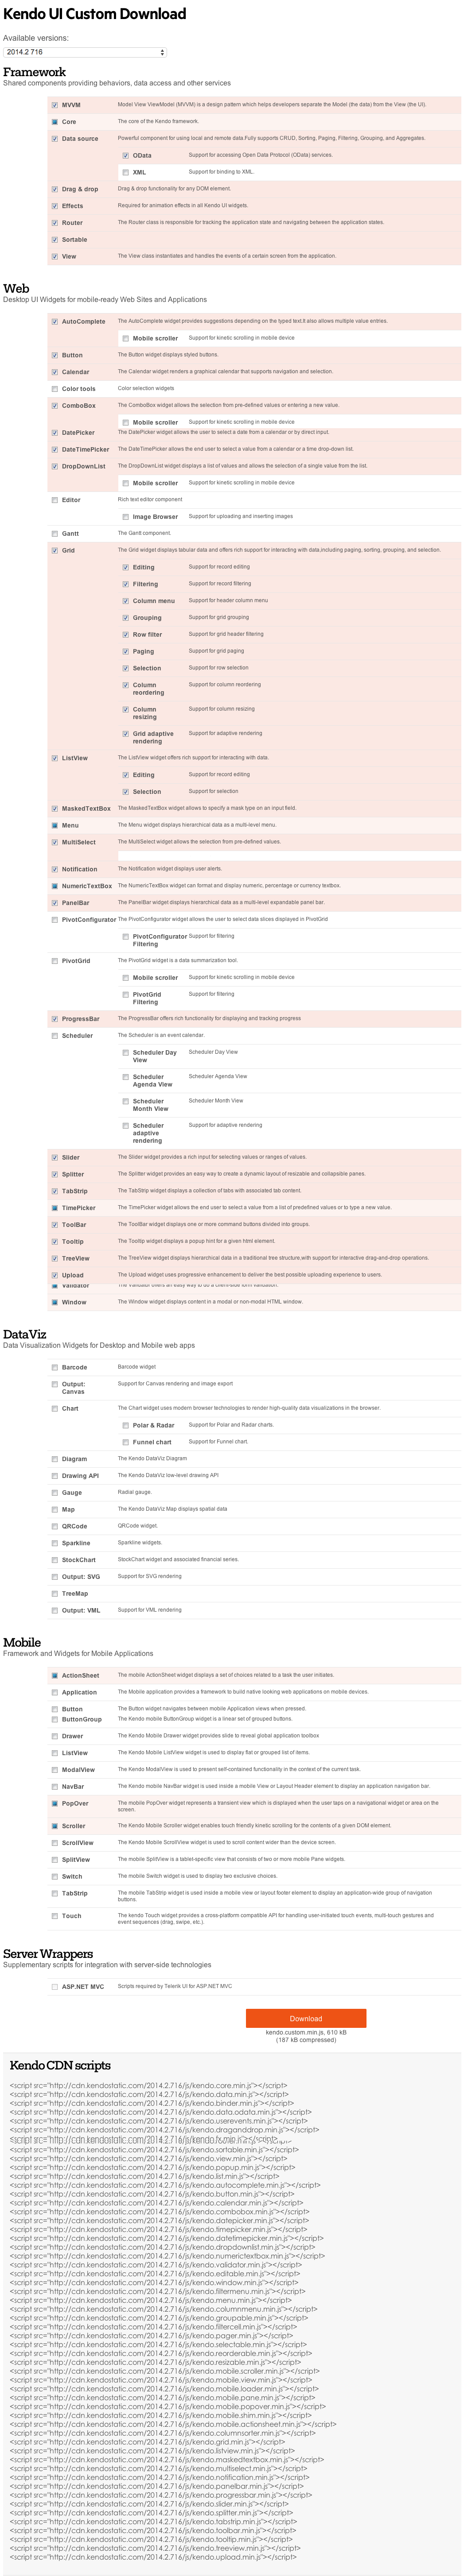 Kendo UI Custom Download
Available versions:
2014.2 716
Framework
Shared components providing behaviors, data access and other services
MVVM Model View ViewModel (MVVM) is a design pattern which helps developers separate the Model (the data) from the View (the UI).
Core The core of the Kendo framework.
Data source Powerful component for using local and remote data.Fully supports CRUD, Sorting, Paging, Filtering, Grouping, and Aggregates.
OData Support for accessing Open Data Protocol (OData) services.
XML Support for binding to XML.
Drag & drop Drag & drop functionality for any DOM element.
Effects Required for animation effects in all Kendo UI widgets.
Router The Router class is responsible for tracking the application state and navigating between the application states.
Sortable
View The View class instantiates and handles the events of a certain screen from the application.
Web
Desktop UI Widgets for mobile-ready Web Sites and Applications
AutoComplete The AutoComplete widget provides suggestions depending on the typed text.It also allows multiple value entries.
Mobile scroller Support for kinetic scrolling in mobile device
Button The Button widget displays styled buttons.
Calendar The Calendar widget renders a graphical calendar that supports navigation and selection.
Color tools Color selection widgets
ComboBox The ComboBox widget allows the selection from pre-defined values or entering a new value.
Mobile scroller Support for kinetic scrolling in mobile device
DatePicker The DatePicker widget allows the user to select a date from a calendar or by direct input.
DateTimePicker The DateTimePicker allows the end user to select a value from a calendar or a time drop-down list.
DropDownList The DropDownList widget displays a list of values and allows the selection of a single value from the list.
Mobile scroller Support for kinetic scrolling in mobile device
Editor Rich text editor component
Image Browser Support for uploading and inserting images
Gantt The Gantt component.
Grid The Grid widget displays tabular data and offers rich support for interacting with data,including paging, sorting, grouping, and selection.
Editing Support for record editing
Filtering Support for record filtering
Column menu Support for header column menu
Grouping Support for grid grouping
Row filter Support for grid header filtering
Paging Support for grid paging
Selection Support for row selection
Column Support for column reordering
reordering
Column Support for column resizing
resizing
Grid adaptive Support for adaptive rendering
rendering
ListView The ListView widget offers rich support for interacting with data.
Editing Support for record editing
Selection Support for selection
MaskedTextBox The MaskedTextBox widget allows to specify a mask type on an input field.
Menu The Menu widget displays hierarchical data as a multi-level menu.
MultiSelect The MultiSelect widget allows the selection from pre-defined values.
Notification The Notification widget displays user alerts.
NumericTextBox The NumericTextBox widget can format and display numeric, percentage or currency textbox.
PanelBar The PanelBar widget displays hierarchical data as a multi-level expandable panel bar.
PivotConfigurator The PivotConfigurator widget allows the user to select data slices displayed in PivotGrid
PivotConfigurator Support for filtering
Filtering
PivotGrid The PivotGrid widget is a data summarization tool.
Mobile scroller Support for kinetic scrolling in mobile device
PivotGrid Support for filtering
Filtering
ProgressBar The ProgressBar offers rich functionality for displaying and tracking progress
Scheduler The Scheduler is an event calendar.
Scheduler Day Scheduler Day View
View
Scheduler Scheduler Agenda View
Agenda View
Scheduler Scheduler Month View
Month View
Scheduler Support for adaptive rendering
adaptive
rendering
Slider The Slider widget provides a rich input for selecting values or ranges of values.
Splitter The Splitter widget provides an easy way to create a dynamic layout of resizable and collapsible panes.
TabStrip The TabStrip widget displays a collection of tabs with associated tab content.
TimePicker The TimePicker widget allows the end user to select a value from a list of predefined values or to type a new value.
ToolBar The ToolBar widget displays one or more command buttons divided into groups.
Tooltip The Tooltip widget displays a popup hint for a given html element.
TreeView The TreeView widget displays hierarchical data in a traditional tree structure,with support for interactive drag-and-drop operations.
Upload The Upload widget uses progressive enhancement to deliver the best possible uploading experience to users.
Validator The Validator offers an easy way to do a client-side form validation.
Window The Window widget displays content in a modal or non-modal HTML window.
DataViz
Data Visualization Widgets for Desktop and Mobile web apps
Barcode Barcode widget
Output: Support for Canvas rendering and image export
Canvas
Chart The Chart widget uses modern browser technologies to render high-quality data visualizations in the browser.
Polar & Radar Support for Polar and Radar charts.
Funnel chart Support for Funnel chart.
Diagram The Kendo DataViz Diagram
Drawing API The Kendo DataViz low-level drawing API
Gauge Radial gauge.
Map The Kendo DataViz Map displays spatial data
QRCode QRCode widget.
Sparkline Sparkline widgets.
StockChart StockChart widget and associated financial series.
Output: SVG Support for SVG rendering
TreeMap
Output: VML Support for VML rendering
Mobile
Framework and Widgets for Mobile Applications
ActionSheet The mobile ActionSheet widget displays a set of choices related to a task the user initiates.
Application The Mobile application provides a framework to build native looking web applications on mobile devices.
Button The Button widget navigates between mobile Application views when pressed.
ButtonGroup The Kendo mobile ButtonGroup widget is a linear set of grouped buttons.
Drawer The Kendo Mobile Drawer widget provides slide to reveal global application toolbox
ListView The Kendo Mobile ListView widget is used to display flat or grouped list of items.
ModalView The Kendo ModalView is used to present self-contained functionality in the context of the current task.
NavBar The Kendo mobile NavBar widget is used inside a mobile View or Layout Header element to display an application navigation bar.
PopOver The mobile PopOver widget represents a transient view which is displayed when the user taps on a navigational widget or area on the
screen.
Scroller The Kendo Mobile Scroller widget enables touch friendly kinetic scrolling for the contents of a given DOM element.
ScrollView The Kendo Mobile ScrollView widget is used to scroll content wider than the device screen.
SplitView The mobile SplitView is a tablet-specific view that consists of two or more mobile Pane widgets.
Switch The mobile Switch widget is used to display two exclusive choices.
TabStrip The mobile TabStrip widget is used inside a mobile view or layout footer element to display an application-wide group of navigation
buttons.
Touch The kendo Touch widget provides a cross-platform compatible API for handling user-initiated touch events, multi-touch gestures and
event sequences (drag, swipe, etc.).
Server Wrappers
Supplementary scripts for integration with server-side technologies
ASP.NET MVC Scripts required by Telerik UI for ASP.NET MVC
Download
kendo.custom.min.js, 610 kB
(187 kB compressed)
Kendo CDN scripts
<script src="http://cdn.kendostatic.com/2014.2.716/js/kendo.core.min.js"></script>
<script src="http://cdn.kendostatic.com/2014.2.716/js/kendo.data.min.js"></script>
<script src="http://cdn.kendostatic.com/2014.2.716/js/kendo.binder.min.js"></script>
<script src="http://cdn.kendostatic.com/2014.2.716/js/kendo.data.odata.min.js"></script>
<script src="http://cdn.kendostatic.com/2014.2.716/js/kendo.userevents.min.js"></script>
<script src="http://cdn.kendostatic.com/2014.2.716/js/kendo.draganddrop.min.js"></script>
<script src="http://cdn.kendostatic.com/2014.2.716/js/kendo.sortable.min.js"></script>
<script src="http://cdn.kendostatic.com/2014.2.716/js/kendo.view.min.js"></script>
<script src="http://cdn.kendostatic.com/2014.2.716/js/kendo.popup.min.js"></script>
<script src="http://cdn.kendostatic.com/2014.2.716/js/kendo.list.min.js"></script>
<script src="http://cdn.kendostatic.com/2014.2.716/js/kendo.autocomplete.min.js"></script>
<script src="http://cdn.kendostatic.com/2014.2.716/js/kendo.button.min.js"></script>
<script src="http://cdn.kendostatic.com/2014.2.716/js/kendo.calendar.min.js"></script>
<script src="http://cdn.kendostatic.com/2014.2.716/js/kendo.combobox.min.js"></script>
<script src="http://cdn.kendostatic.com/2014.2.716/js/kendo.datepicker.min.js"></script>
<script src="http://cdn.kendostatic.com/2014.2.716/js/kendo.timepicker.min.js"></script>
<script src="http://cdn.kendostatic.com/2014.2.716/js/kendo.datetimepicker.min.js"></script>
<script src="http://cdn.kendostatic.com/2014.2.716/js/kendo.dropdownlist.min.js"></script>
<script src="http://cdn.kendostatic.com/2014.2.716/js/kendo.numerictextbox.min.js"></script>
<script src="http://cdn.kendostatic.com/2014.2.716/js/kendo.validator.min.js"></script>
<script src="http://cdn.kendostatic.com/2014.2.716/js/kendo.editable.min.js"></script>
<script src="http://cdn.kendostatic.com/2014.2.716/js/kendo.window.min.js"></script>
<script src="http://cdn.kendostatic.com/2014.2.716/js/kendo.filtermenu.min.js"></script>
<script src="http://cdn.kendostatic.com/2014.2.716/js/kendo.menu.min.js"></script>
<script src="http://cdn.kendostatic.com/2014.2.716/js/kendo.columnmenu.min.js"></script>
<script src="http://cdn.kendostatic.com/2014.2.716/js/kendo.groupable.min.js"></script>
<script src="http://cdn.kendostatic.com/2014.2.716/js/kendo.filtercell.min.js"></script>
<script src="http://cdn.kendostatic.com/2014.2.716/js/kendo.pager.min.js"></script>
<script src="http://cdn.kendostatic.com/2014.2.716/js/kendo.selectable.min.js"></script>
<script src="http://cdn.kendostatic.com/2014.2.716/js/kendo.reorderable.min.js"></script>
<script src="http://cdn.kendostatic.com/2014.2.716/js/kendo.resizable.min.js"></script>
<script src="http://cdn.kendostatic.com/2014.2.716/js/kendo.mobile.scroller.min.js"></script>
<script src="http://cdn.kendostatic.com/2014.2.716/js/kendo.mobile.view.min.js"></script>
<script src="http://cdn.kendostatic.com/2014.2.716/js/kendo.mobile.loader.min.js"></script>
<script src="http://cdn.kendostatic.com/2014.2.716/js/kendo.mobile.pane.min.js"></script>
<script src="http://cdn.kendostatic.com/2014.2.716/js/kendo.mobile.popover.min.js"></script>
<script src="http://cdn.kendostatic.com/2014.2.716/js/kendo.mobile.shim.min.js"></script>
<script src="http://cdn.kendostatic.com/2014.2.716/js/kendo.mobile.actionsheet.min.js"></script>
<script src="http://cdn.kendostatic.com/2014.2.716/js/kendo.columnsorter.min.js"></script>
<script src="http://cdn.kendostatic.com/2014.2.716/js/kendo.grid.min.js"></script>
<script src="http://cdn.kendostatic.com/2014.2.716/js/kendo.listview.min.js"></script>
<script src="http://cdn.kendostatic.com/2014.2.716/js/kendo.maskedtextbox.min.js"></script>
<script src="http://cdn.kendostatic.com/2014.2.716/js/kendo.multiselect.min.js"></script>
<script src="http://cdn.kendostatic.com/2014.2.716/js/kendo.notification.min.js"></script>
<script src="http://cdn.kendostatic.com/2014.2.716/js/kendo.panelbar.min.js"></script>
<script src="http://cdn.kendostatic.com/2014.2.716/js/kendo.progressbar.min.js"></script>
<script src="http://cdn.kendostatic.com/2014.2.716/js/kendo.slider.min.js"></script>
<script src="http://cdn.kendostatic.com/2014.2.716/js/kendo.splitter.min.js"></script>
<script src="http://cdn.kendostatic.com/2014.2.716/js/kendo.tabstrip.min.js"></script>
<script src="http://cdn.kendostatic.com/2014.2.716/js/kendo.toolbar.min.js"></script>
<script src="http://cdn.kendostatic.com/2014.2.716/js/kendo.tooltip.min.js"></script>
<script src="http://cdn.kendostatic.com/2014.2.716/js/kendo.treeview.min.js"></script>
<script src="http://cdn.kendostatic.com/2014.2.716/js/kendo.upload.min.js"></script>